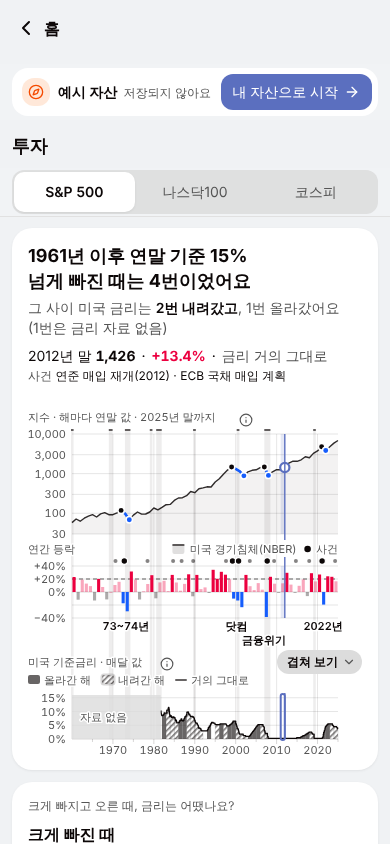 홈
예시 자산 저장되지 않아요
내 자산으로 시작
투자
S&P 500
나스닥100
코스피
1961년 이후 연말 기준 15%
넘게 빠진 때는 4번이었어요
그 사이 미국 금리는 2번 내려갔고, 1번 올라갔어요
(1번은 금리 자료 없음)
2012년 말 1,426 · +13.4% · 금리 거의 그대로
사건 연준 매입 재개(2012) · ECB 국채 매입 계획
지수 · 해마다 연말 값 · 2025년 말까지
10,000
3,000
1,000
300
100
30
연간 등락
미국 경기침체(NBER)
사건
+40%
+20%
0%
−40%
73~74년
닷컴
2022년
금융위기
미국 기준금리 · 매달 값
겹쳐 보기
올라간 해
내려간 해
거의 그대로
15%
10%
5%
0%
자료 없음
1970
1980
1990
2000
2010
2020
크게 빠지고 오른 때, 금리는 어땠나요?
크게 빠진 때